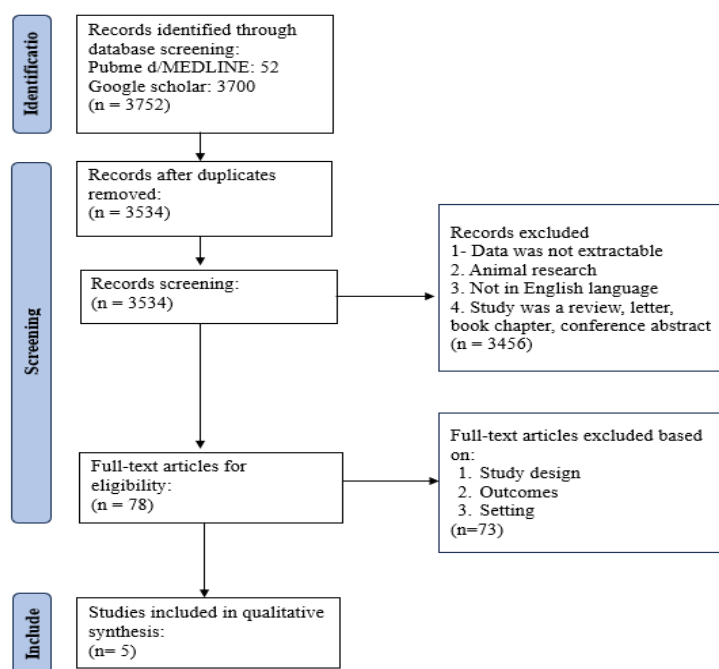 Identificatio
Records identified through
database screening:
Pubme d/MEDLINE: 52
Google scholar: 3700
(n = 3752)
Screening
Records after duplicates
removed:
(n = 3534)
Records screening:
(n = 3534)
Records excluded
1- Data was not extractable
2. Animal research
3. Not in English language
4. Study was a review, letter,
book chapter, conference abstract
(n = 3456)
Full-text articles for
eligibility:
(n = 78)
Full-text articles excluded based
on:
1. Study design
2. Outcomes
3. Setting
(n=73)
Include
Studies included in qualitative
synthesis:
(n= 5)